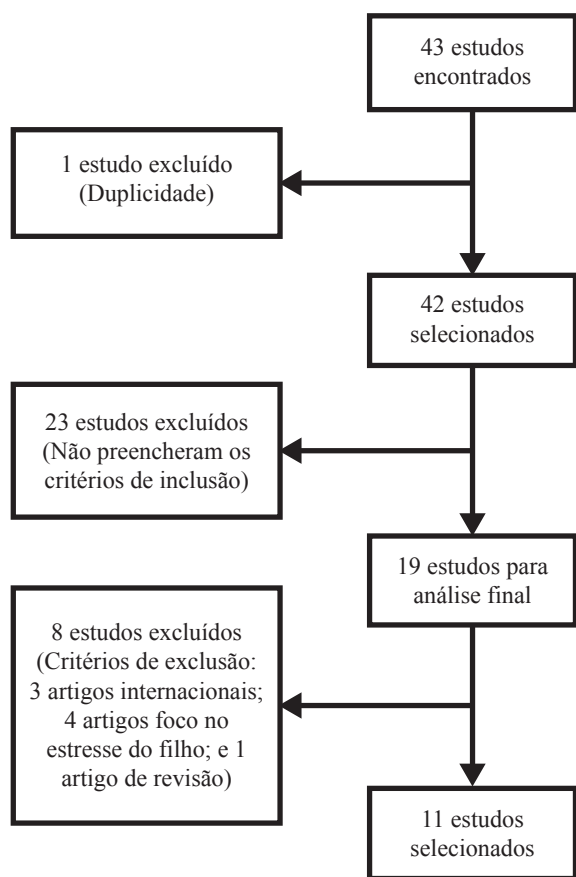 43 estudos
encontrados
1 estudo excluído
(Duplicidade)
42 estudos
selecionados
23 estudos excluídos
(Não preencheram os
critérios de inclusão)
19 estudos para
análise final
8 estudos excluídos
(Critérios de exclusão:
3 artigos internacionais;
4 artigos foco no
estresse do filho; e 1
artigo de revisão)
11 estudos
selecionados